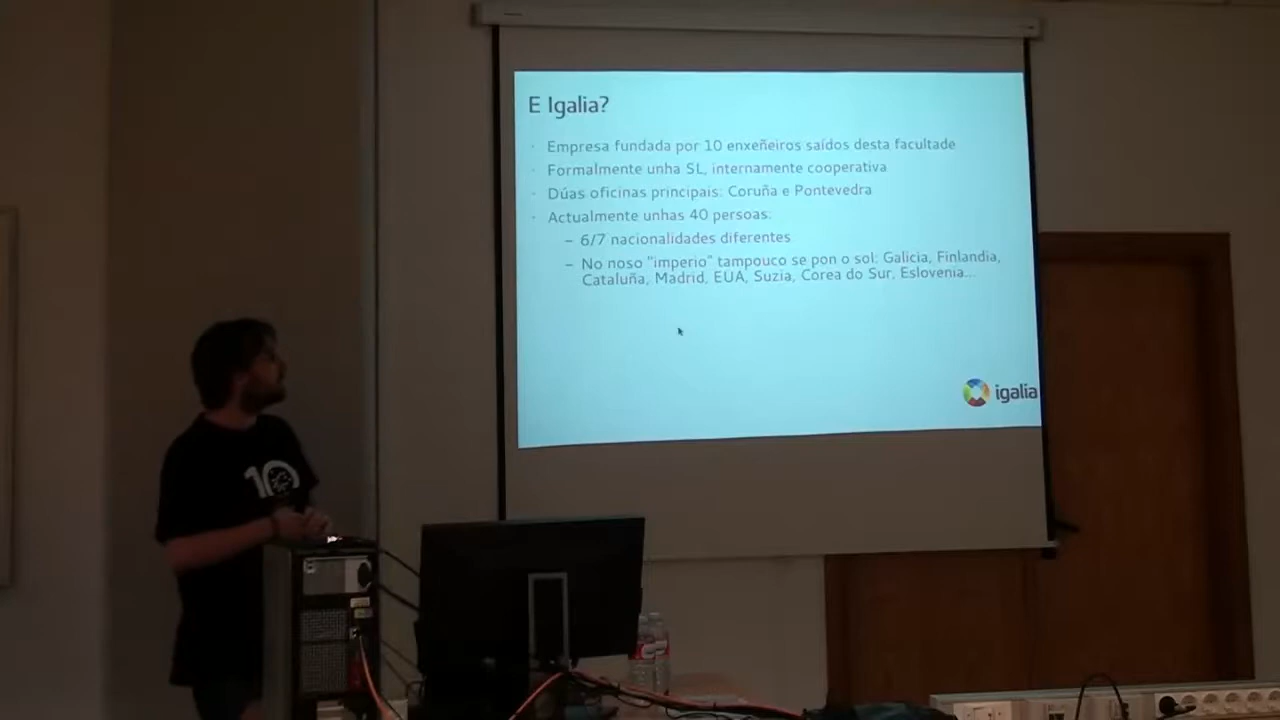 E Igalia?
Empresa fundada por 10 enxeñeiros saídos desta facultade
Formalmente unha SL, internamente cooperativa
Dúas oficinas principais: Coruña e Pontevedra
Actualmente unhas 40 persoas:
– 6/7 nacionalidades diferentes
– No noso "imperio" tampouco se pon o sol: Galicia, Finlandia,
Cataluña, Madrid, EUA, Suzia, Corea do Sur, Eslovenia...
igalia
10